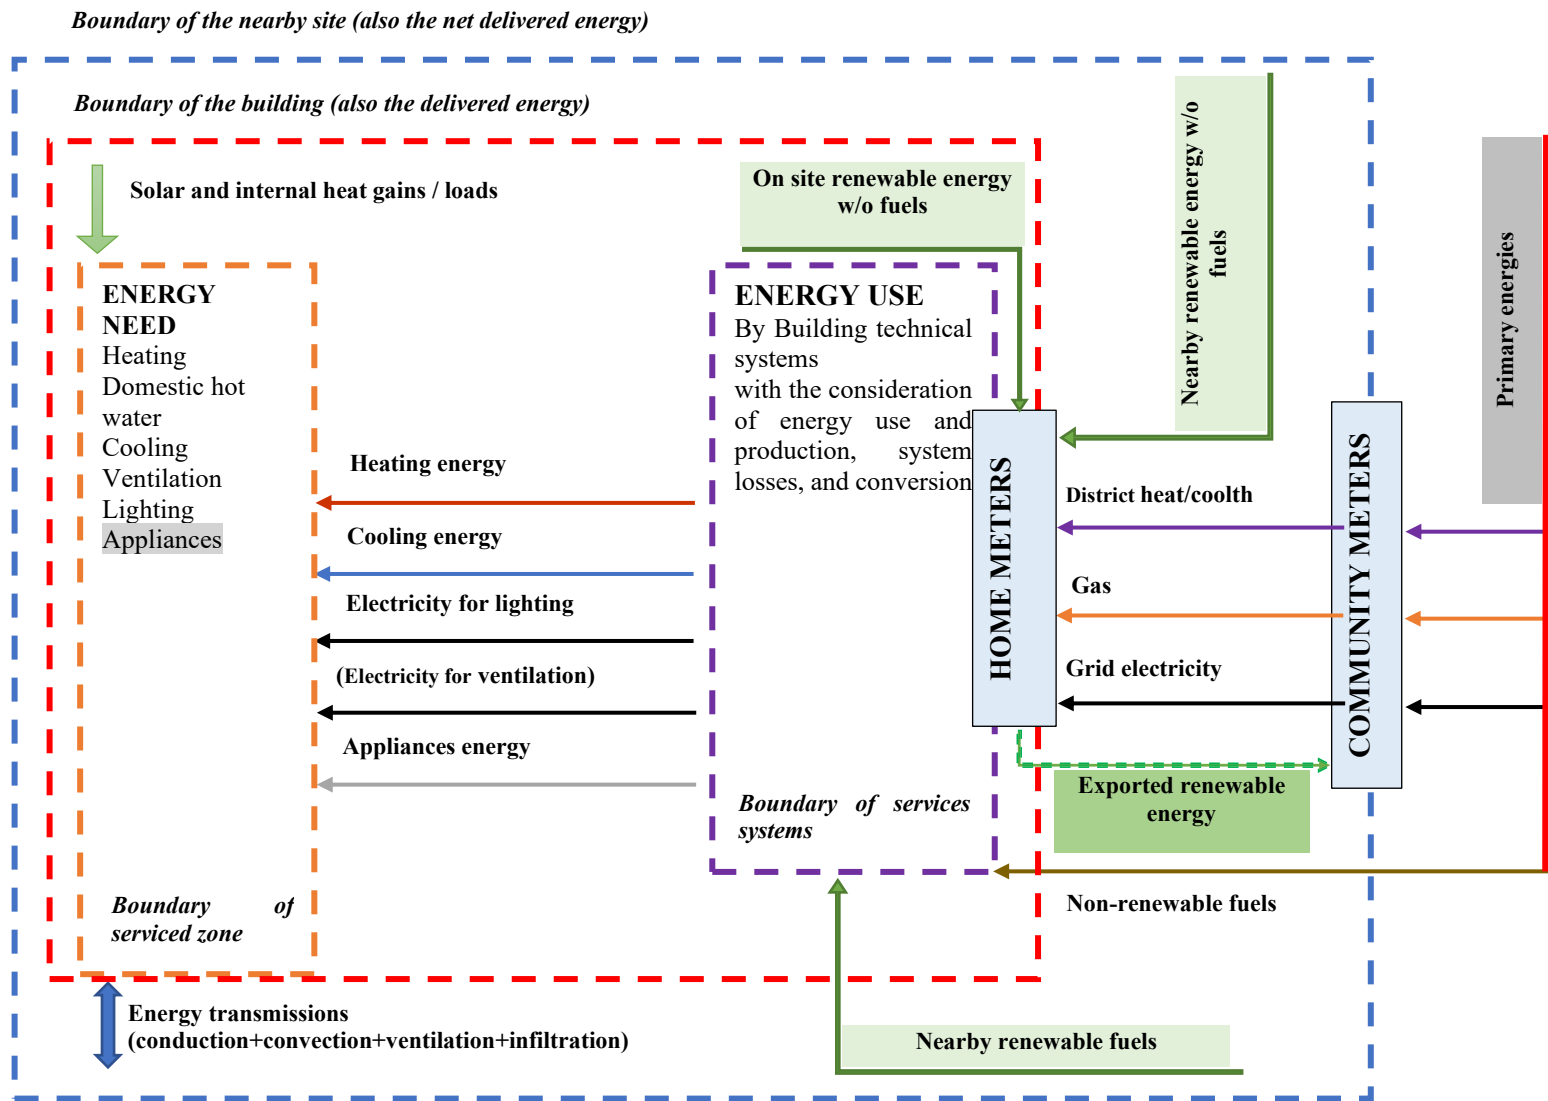 Boundary of the nearby site (also the net delivered energy)
Boundary of the building (also the delivered energy)
Solar and internal heat gains / loads
On site renewable energy
w/o fuels
Nearby renewable energy w/o
fuels
Primary energies
ENERGY
NEED
Heating
Domestic hot
water
Cooling
Ventilation
Lighting
Appliances
ENERGY USE
By Building technical
systems
with the consideration
of energy use and
production, system
losses, and conversion
Heating energy
Cooling energy
Electricity for lighting
(Electricity for ventilation)
Appliances energy
HOME METERS
District heat/coolth
Gas
Grid electricity
COMMUNITY METERS
Exported renewable
energy
Boundary of services
systems
Non-renewable fuels
Boundary of
serviced zone
Energy transmissions
(conduction+convection+ventilation+infiltration)
Nearby renewable fuels